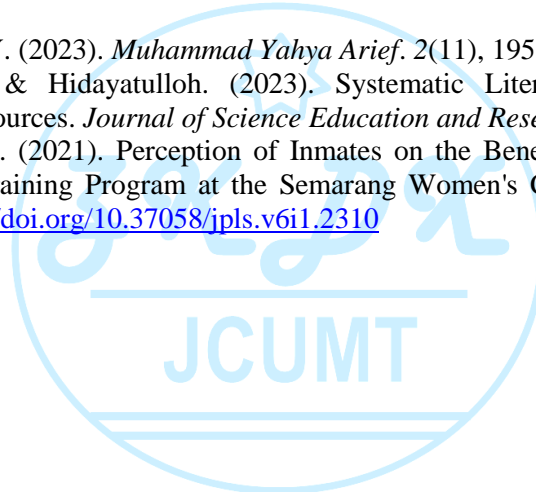 . (2023). Muhammad Yahya Arief. 2(11), 195
& Hidayatulloh. (2023). Systematic Liter
ources. Journal of Science Education and Rese
. (2021). Perception of Inmates on the Bene
aining Program at the Semarang Women's C
/doi.org/10.37058/jpls.v6i1.2310
ZKDX
JCUMT